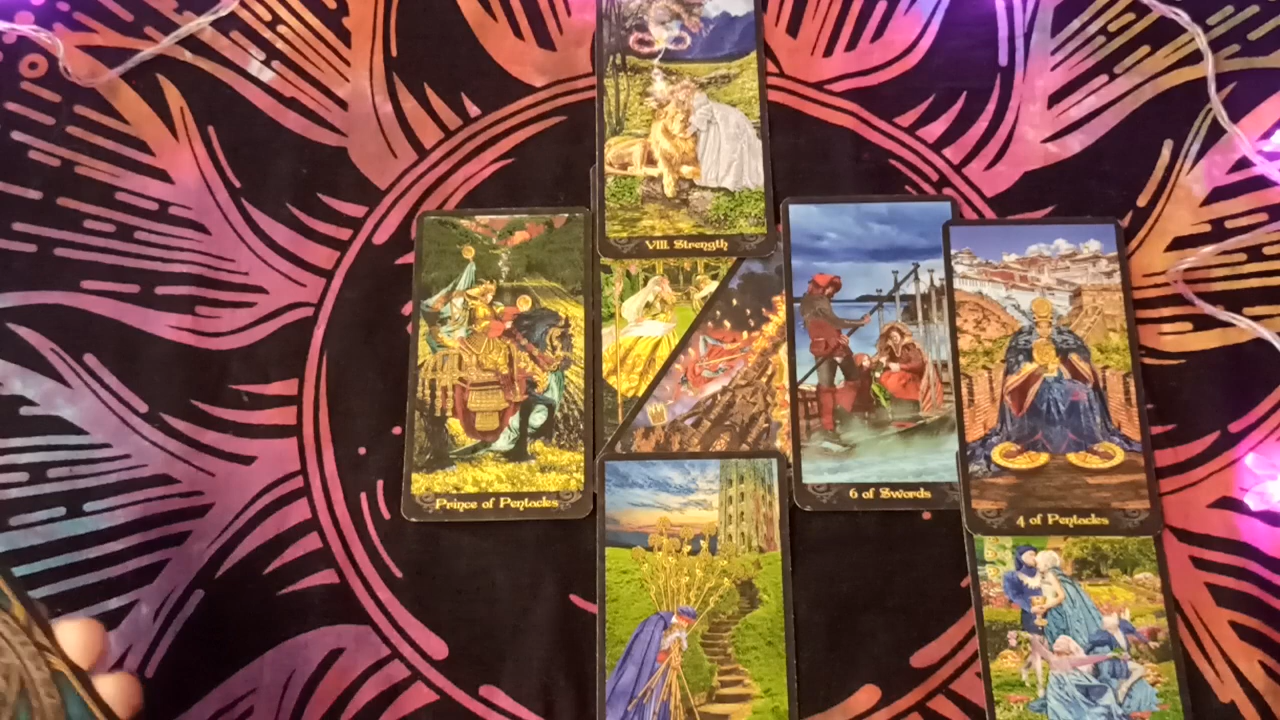 VIII. Strength
Prince of Pentacles
6 of Swords
4 of Pentacles